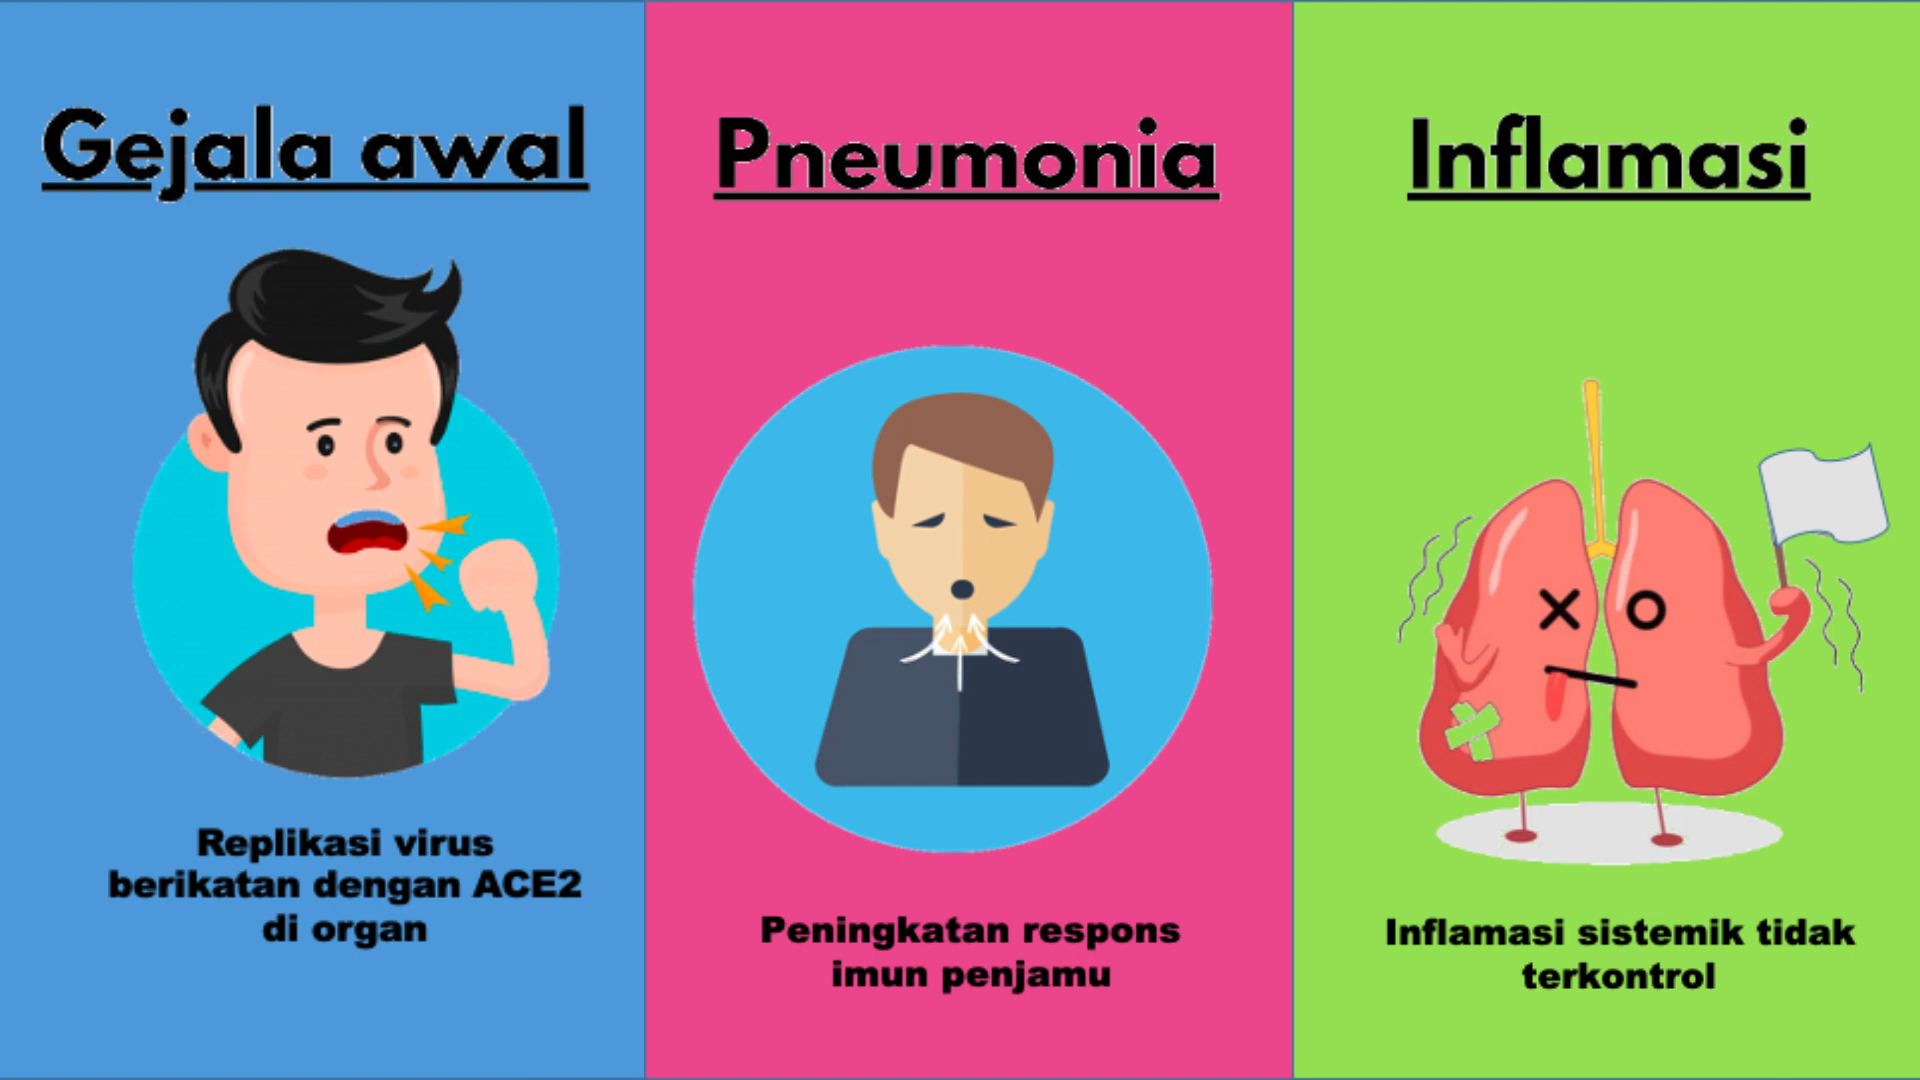 Gejala awal
Replikasi virus
berikatan dengan ACE2
di organ
Pneumonia
Peningkatan respons
imun penjamu
Inflamasi
Inflamasi sistemik tidak
terkontrol